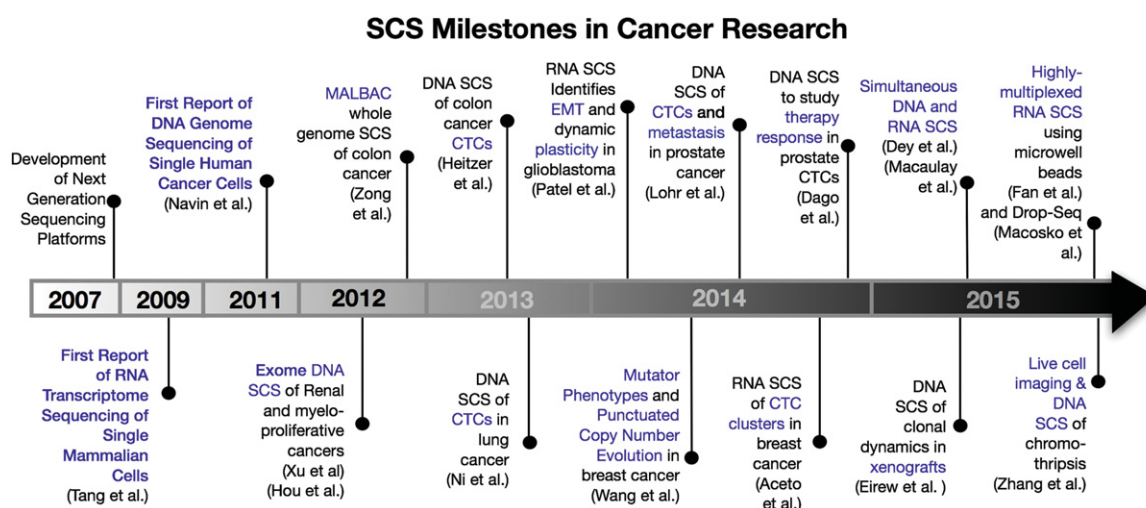 SCS Milestones in Cancer Research
Development
of Next
Generation
Sequencing
Platforms
First Report of
DNA Genome
Sequencing of
Single Human
Cancer Cells
(Navin et al.)
MALBAC
whole
genome SCS
of colon
cancer
(Zong
et al.)
DNA SCS
of colon
cancer
CTCs
(Heitzer
et al.)
RNA SCS
Identifies
EMT and
dynamic
plasticity in
glioblastoma
(Patel et al.)
DNA
SCS of
CTCs and
metastasis
in prostate
cancer
(Lohr et al.)
DNA SCS
to study
therapy
response in
prostate
CTCs
(Dago
et al.)
Simultaneous
DNA and
RNA SCS
(Dey et al.)
(Macaulay
et al.)
Highly-
multiplexed
RNA SCS
using
microwell
beads
(Fan et al.)
and Drop-Seq
(Macosko et
al.)
2007
2009
2011
2012
2013
2014
2015
First Report
of RNA
Transcriptome
Sequencing of
Single
Mammalian
Cells
(Tang et al.)
Exome DNA
SCS of Renal
and myelo-
proliferative
cancers
(Xu et al)
(Hou et al.)
DNA
SCS of
CTCs in
lung
cancer
(Ni et al.)
Mutator
Phenotypes and
Punctuated
Copy Number
Evolution in
breast cancer
(Wang et al.)
RNA SCS
of CTC
clusters in
breast
cancer
(Aceto
et al.)
DNA
SCS of
clonal
dynamics in
xenografts
(Eirew et al. )
Live cell
imaging &
DNA
SCS of
chromo-
thripsis
(Zhang et al.)